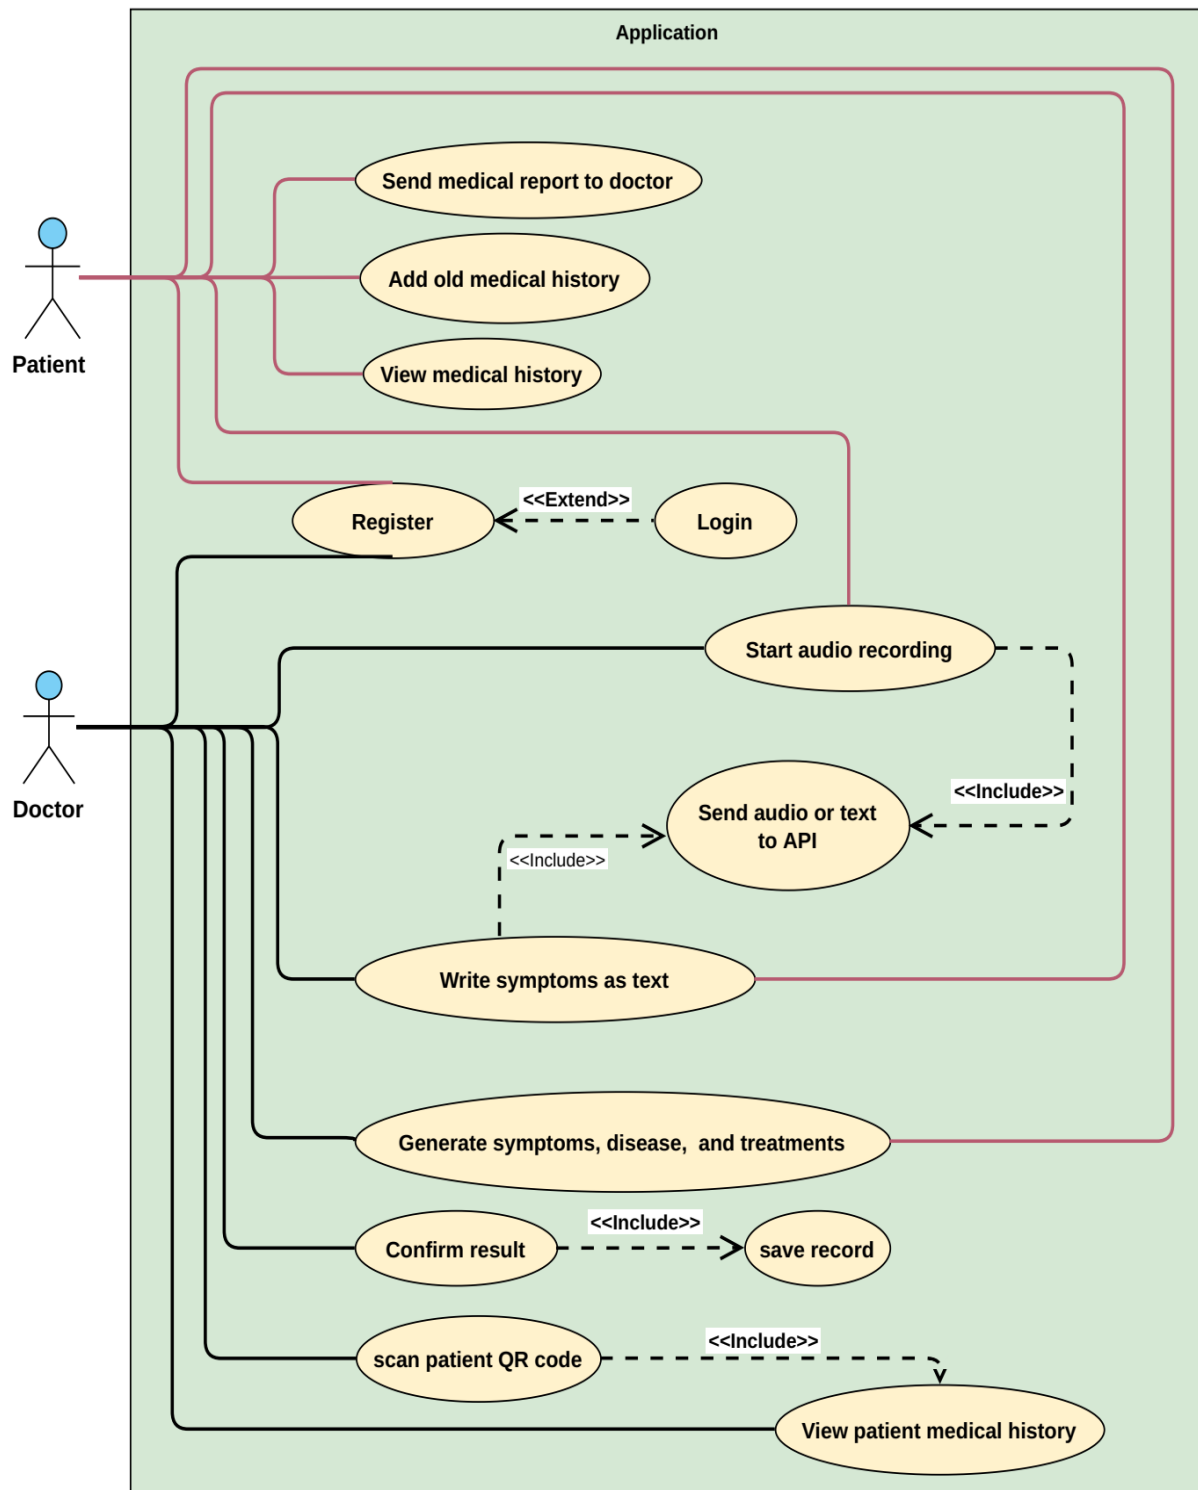 Application
Send medical report to doctor
Add old medical history
Patient
View medical history
<<Extend>>
Register
Login
Start audio recording
Doctor
<<Include>>
Send audio or text
to API
<<Include>>
Write symptoms as text
Generate symptoms, disease, and treatments
<<Include>>
Confirm result
save record
<<Include>>
scan patient QR code
View patient medical history